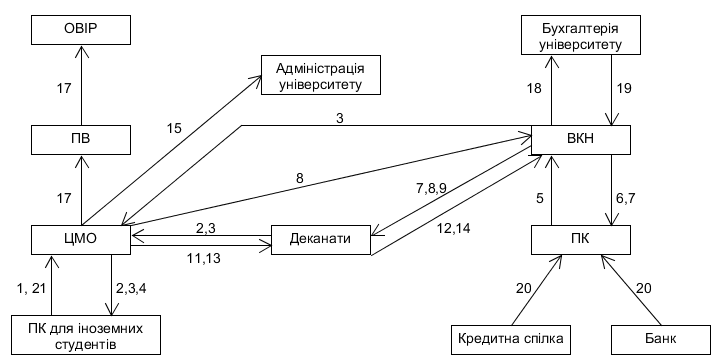 ОВІР
Бухгалтерія
університету
Адміністрація
університету
17
18
19
15
3
ПВ
ВКН
17
8
7,8,9
5
6,7
2,3
12,14
ЦМО
Деканати
ПК
11,13
1, 21
2,3,4
20
20
ПК для іноземних
студентів
Кредитна спілка
Банк